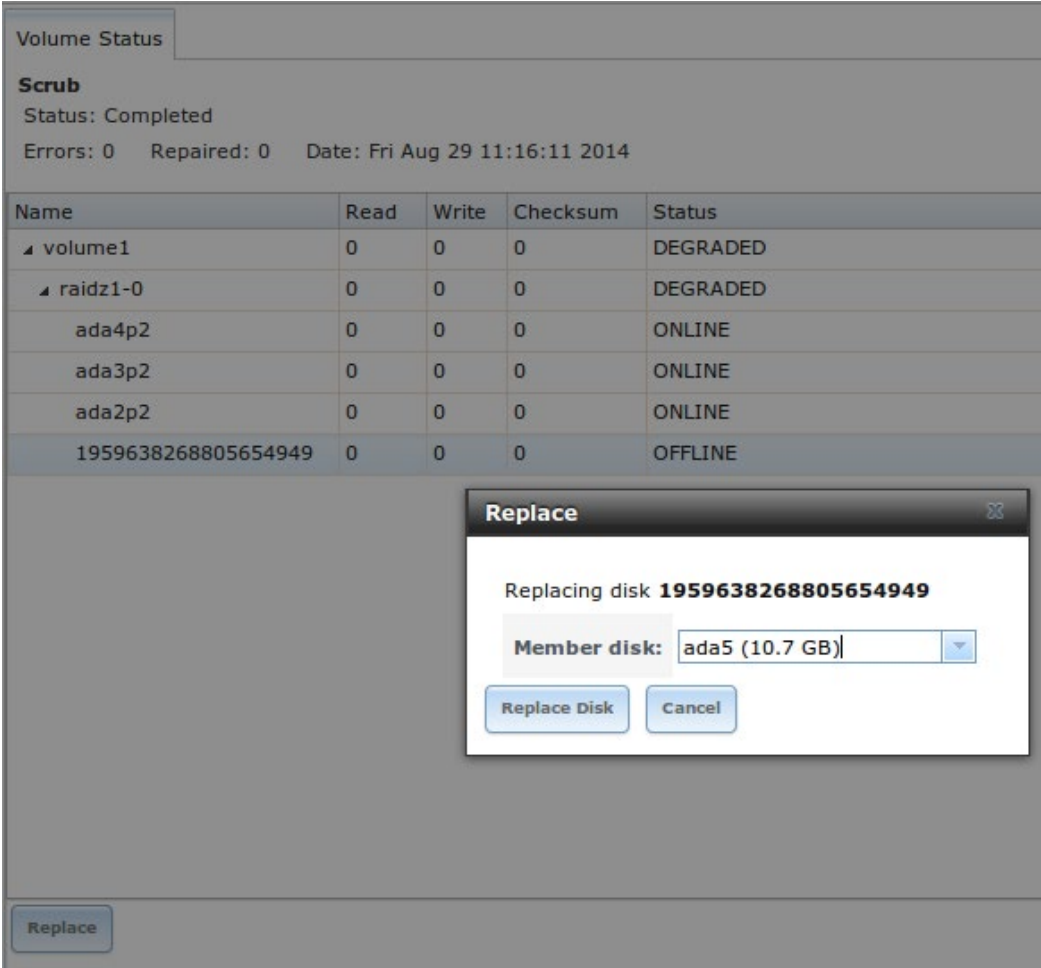 Volume Status
Scrub
Status: Completed
Errors: 0 Repaired: 0 Date: Fri Aug 29 11:16:11 2014
Name Read Write Checksum Status
volume1 0 0 0 DEGRADED
raidz1-0 0 0 0 DEGRADED
ada4p2 0 0 0 ONLINE
ada3p2 0 0 0 ONLINE
ada2p2 0 0 0 ONLINE
1959638268805654949 0 0 0 OFFLINE
Replace
Replacing disk 1959638268805654949
Member disk: ada5 (10.7 GB)
Replace Disk Cancel
Replace